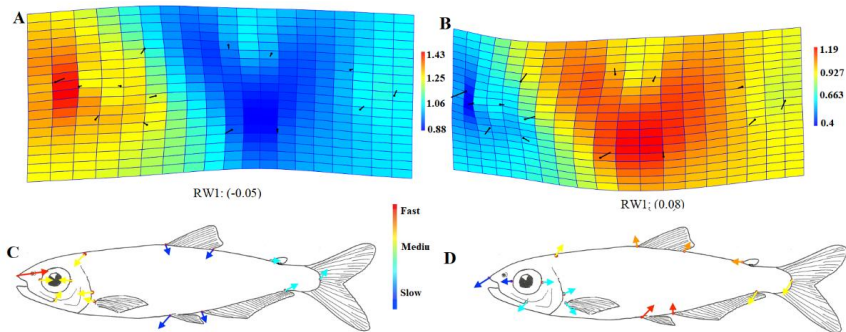 A
1.43
1.25
1.06
0.88
RW1: (-0.05)
B
1.19
0.927
0.663
0.4
RW1; (0.08)
C
Fast
Mediu
Slow
D